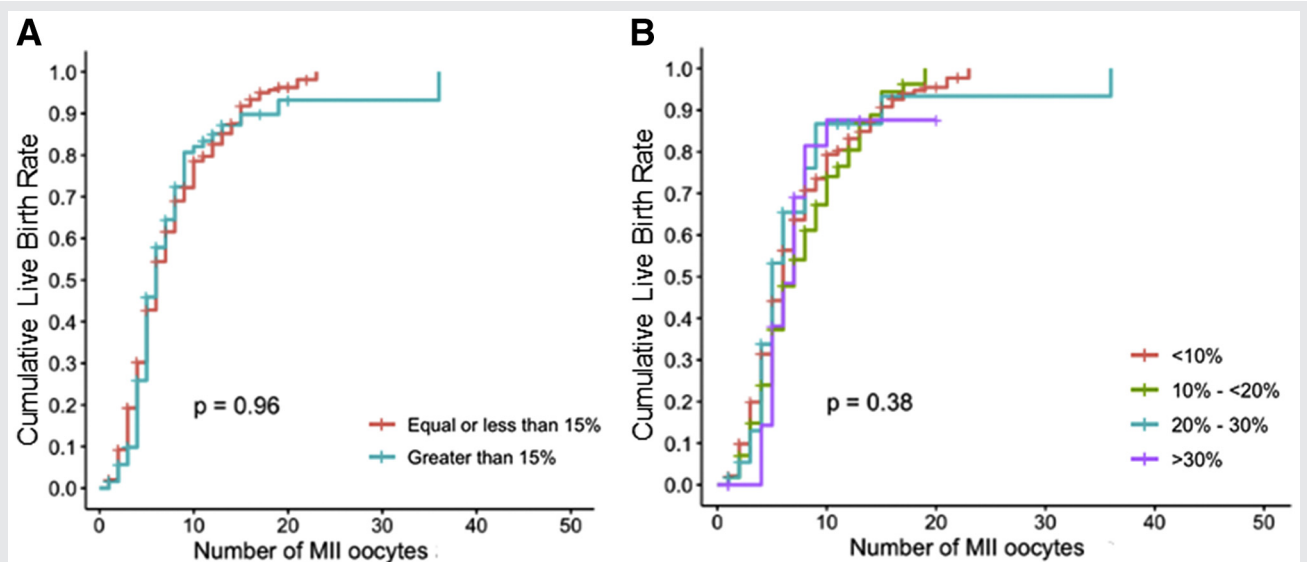 A
B
Cumulative Live Birth Rate
1.0
0.9
0.8
0.7
0.6
0.5
0.4
0.3
0.2
0.1
0.0
p = 0.96
Equal or less than 15%
Greater than 15%
0 10 20 30 40 50
Number of MII oocytes
Cumulative Live Birth Rate
1.0
0.9
0.8
0.7
0.6
0.5
0.4
0.3
0.2
0.1
0.0
p = 0.38
<10%
10% - <20%
20% - 30%
>30%
0 10 20 30 40 50
Number of MII oocytes